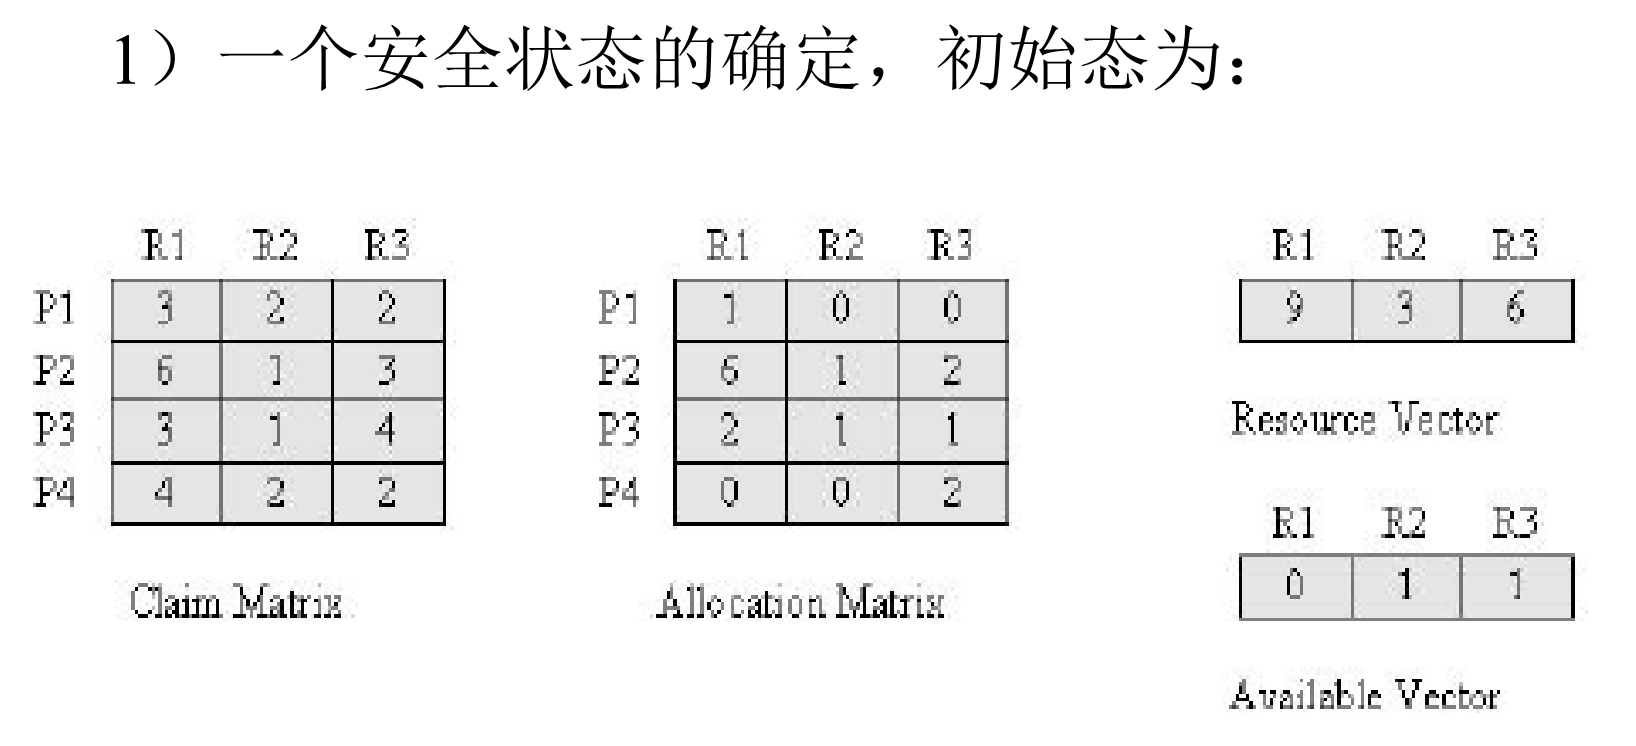 1）一个安全状态的确定，初始态为：
R1 R2 R3
P1 3 2 2
P2 6 1 3
P3 3 1 4
P4 4 2 2
Claim Matrix
R1 R2 R3
P1 1 0 0
P2 6 1 2
P3 2 1 1
P4 0 0 2
Allocation Matrix
R1 R2 R3
9 3 6
Resource Vector
R1 R2 R3
0 1 1
Available Vector